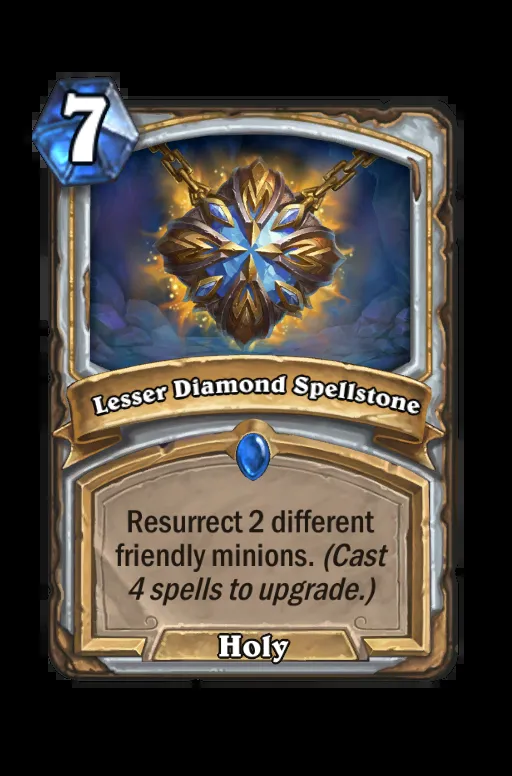 7
Lesser Diamond Spellstone
Resurrect 2 different
friendly minions. (Cast
4 spells to upgrade.)
Holy